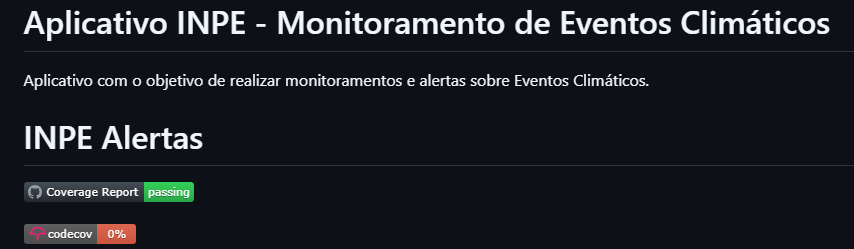 Aplicativo INPE - Monitoramento de Eventos Climáticos
Aplicativo com o objetivo de realizar monitoramentos e alertas sobre Eventos Climáticos.
INPE Alertas
Coverage Report passing
codecov 0%